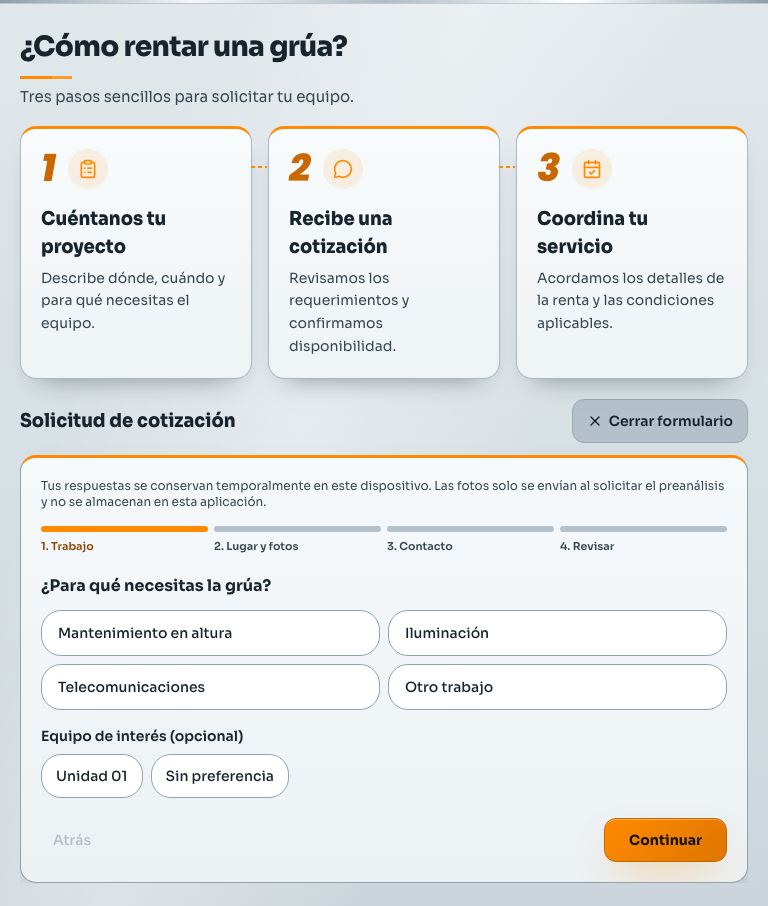 ¿Cómo rentar una grúa?
Tres pasos sencillos para solicitar tu equipo.
1
Cuéntanos tu
proyecto
Describe dónde, cuándo y
para qué necesitas el
equipo.
2
Recibe una
cotización
Revisamos los
requerimientos y
confirmamos
disponibilidad.
3
Coordina tu
servicio
Acordamos los detalles de
la renta y las condiciones
aplicables.
Solicitud de cotización
Cerrar formulario
Tus respuestas se conservan temporalmente en este dispositivo. Las fotos solo se envían al solicitar el preanálisis
y no se almacenan en esta aplicación.
1. Trabajo
2. Lugar y fotos
3. Contacto
4. Revisar
¿Para qué necesitas la grúa?
Mantenimiento en altura
Iluminación
Telecomunicaciones
Otro trabajo
Equipo de interés (opcional)
Unidad 01
Sin preferencia
Atrás
Continuar